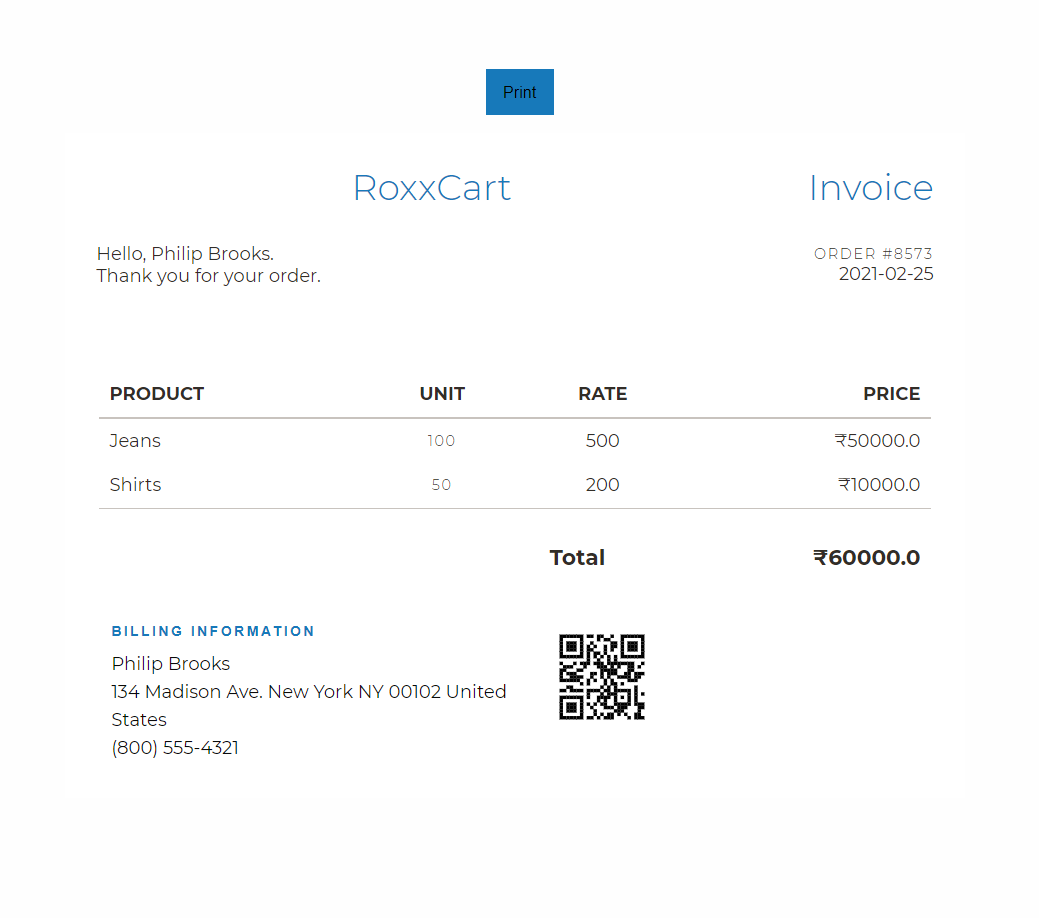 Print
RoxxCart Invoice
Hello, Philip Brooks.
Thank you for your order.
ORDER #8573
2021-02-25
PRODUCT UNIT RATE PRICE
Jeans 100 500 ₹50000.0
Shirts 50 200 ₹10000.0
Total ₹60000.0
BILLING INFORMATION
Philip Brooks
134 Madison Ave. New York NY 00102 United
States
(800) 555-4321